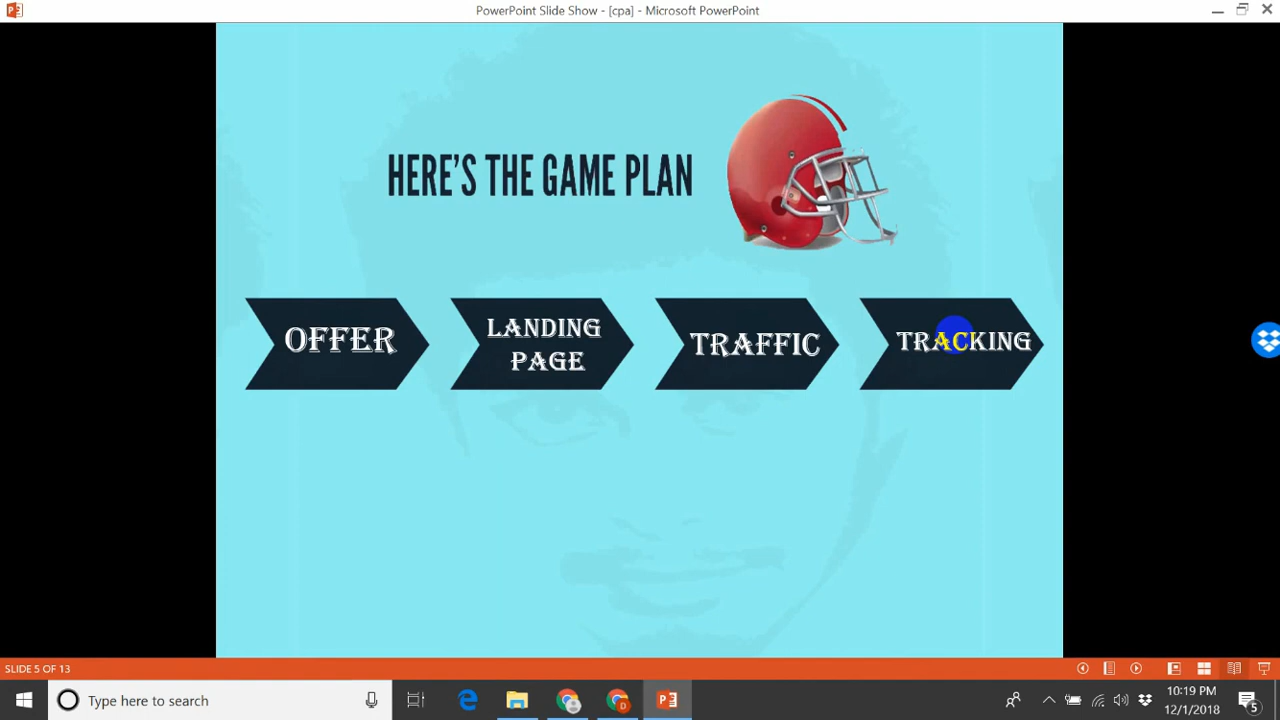 PowerPoint Slide Show - [cpa] - Microsoft PowerPoint
HERE'S THE GAME PLAN
OFFER
LANDING
PAGE
TRAFFIC
TRACKING
SLIDE 5 OF 13
Type here to search
10:19 PM
12/1/2018
5